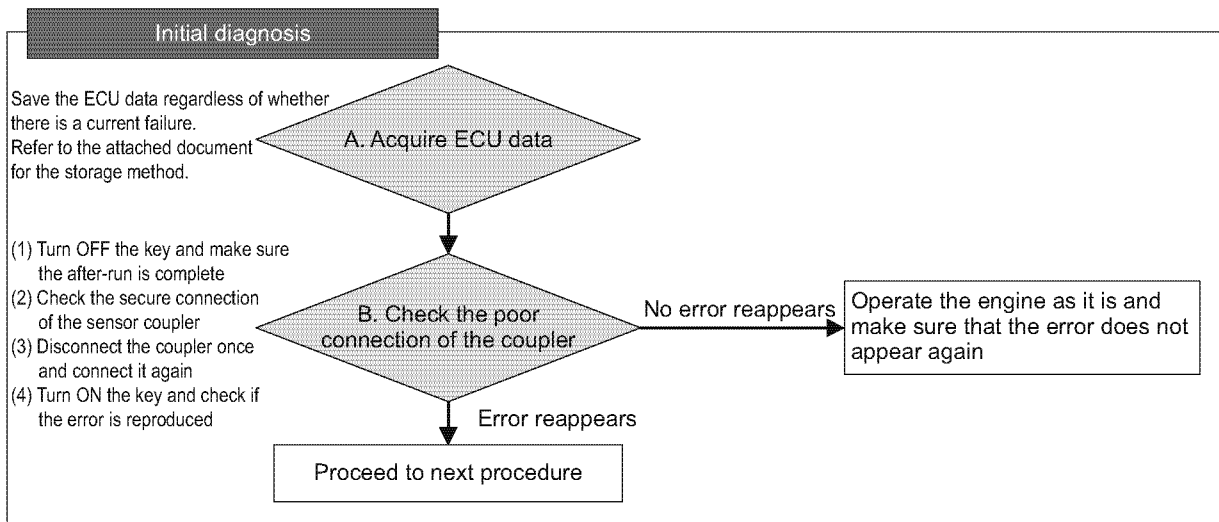 Initial diagnosis
Save the ECU data regardless of whether
there is a current failure.
Refer to the attached document
for the storage method.
A. Acquire ECU data
(1) Turn OFF the key and make sure
the after-run is complete
(2) Check the secure connection
of the sensor coupler
(3) Disconnect the coupler once
and connect it again
(4) Turn ON the key and check if
the error is reproduced
B. Check the poor
connection of the coupler
No error reappears
Operate the engine as it is and
make sure that the error does not
appear again
Error reappears
Proceed to next procedure